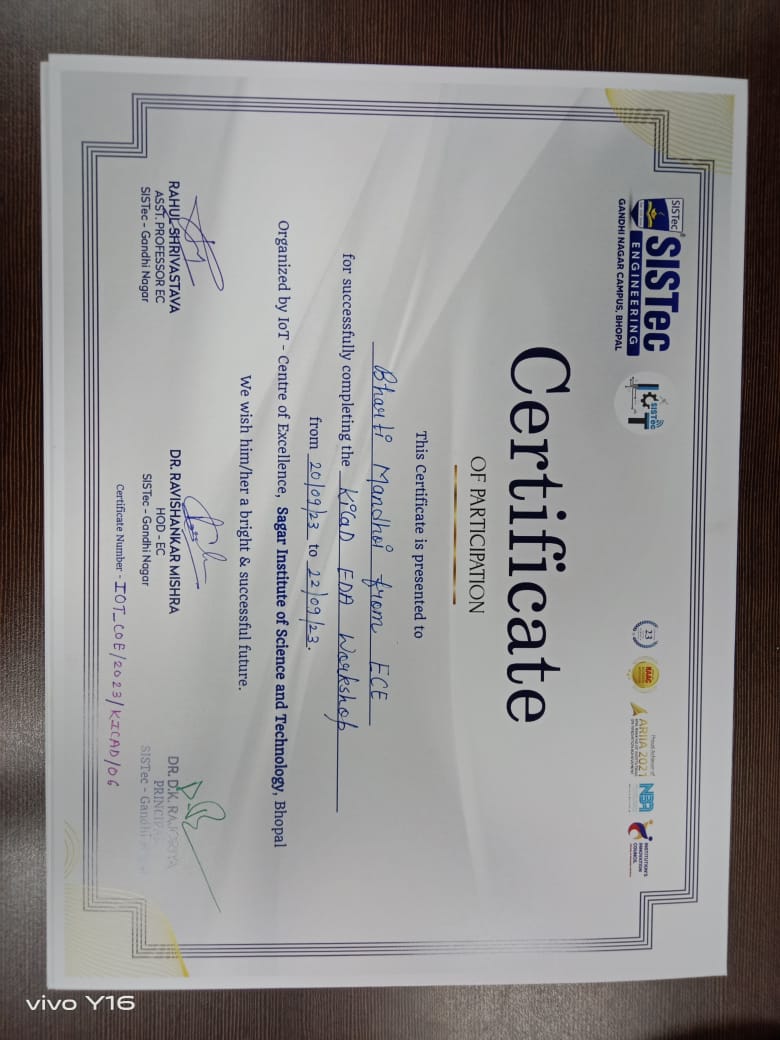 SISTec
SISTec
ENGINEERING
GANDHI NAGAR CAMPUS, BHOPAL
SISTec
IoT
23
NAAC
ARIIA 2021
NBA
INSTITUTION'S
INNOVATION
COUNCIL
Certificate
OF PARTICIPATION
This Certificate is presented to
Bharti Mandhoi from ECE
for successfully completing the KiCaD EDA Workshop
from 20/09/23 to 22/09/23.
Organized by IoT - Centre of Excellence, Sagar Institute of Science and Technology, Bhopal
We wish him/her a bright & successful future.
RAHUL SHRIVASTAVA
ASST. PROFESSOR EC
SISTec - Gandhi Nagar
DR. RAVISHANKAR MISHRA
HOD - EC
SISTec - Gandhi Nagar
DR. D.K. RAJORIYA
PRINCIPAL
SISTec - Gandhi
Certificate Number - IOT_COE/2023/KICAD/06
vivo Y16